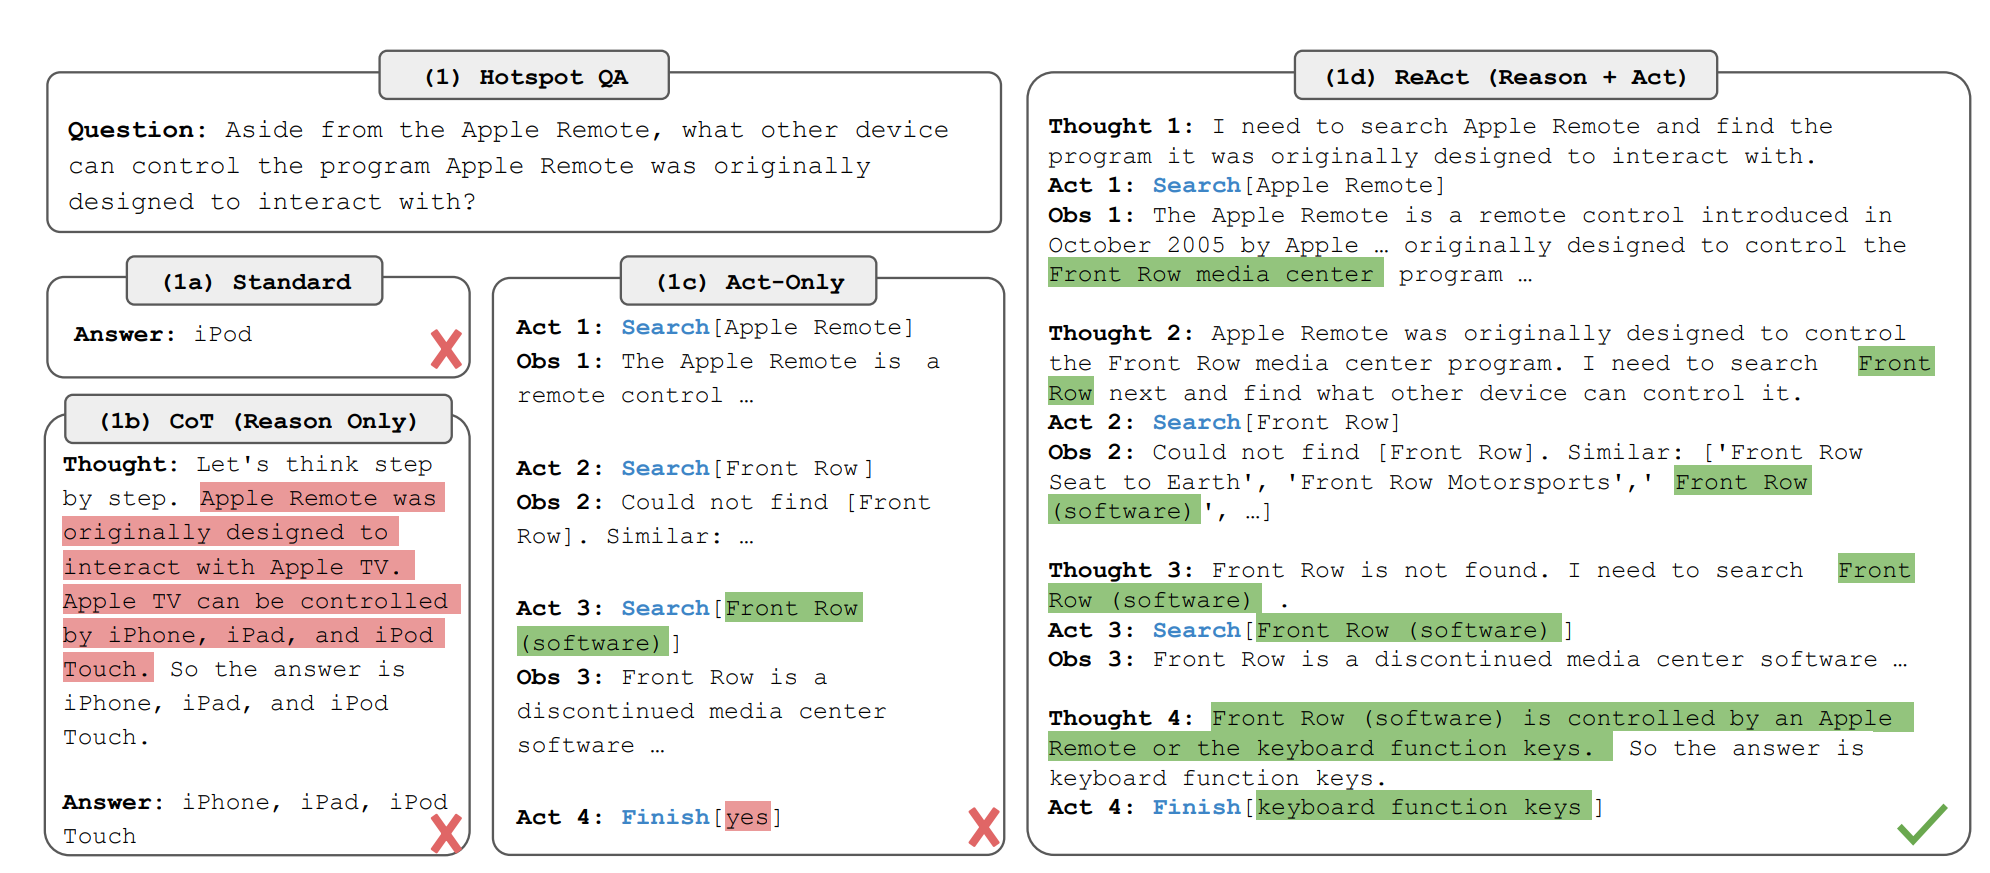 (1) Hotspot QA
Question: Aside from the Apple Remote, what other device
can control the program Apple Remote was originally
designed to interact with?
(1a) Standard
Answer: iPod
(1b) CoT (Reason Only)
Thought: Let's think step
by step. Apple Remote was
originally designed to
interact with Apple TV.
Apple TV can be controlled
by iPhone, iPad, and iPod
Touch. So the answer is
iPhone, iPad, and iPod
Touch.
Answer: iPhone, iPad, iPod
Touch
(1c) Act-Only
Act 1: Search[Apple Remote]
Obs 1: The Apple Remote is a
remote control …
Act 2: Search[Front Row]
Obs 2: Could not find [Front
Row]. Similar: …
Act 3: Search[Front Row
(software)]
Obs 3: Front Row is a
discontinued media center
software …
Act 4: Finish[yes]
(1d) ReAct (Reason + Act)
Thought 1: I need to search Apple Remote and find the
program it was originally designed to interact with.
Act 1: Search[Apple Remote]
Obs 1: The Apple Remote is a remote control introduced in
October 2005 by Apple … originally designed to control the
Front Row media center program …
Thought 2: Apple Remote was originally designed to control
the Front Row media center program. I need to search Front
Row next and find what other device can control it.
Act 2: Search[Front Row]
Obs 2: Could not find [Front Row]. Similar: ['Front Row
Seat to Earth', 'Front Row Motorsports',' Front Row
(software)', …]
Thought 3: Front Row is not found. I need to search Front
Row (software) .
Act 3: Search[Front Row (software) ]
Obs 3: Front Row is a discontinued media center software …
Thought 4: Front Row (software) is controlled by an Apple
Remote or the keyboard function keys. So the answer is
keyboard function keys.
Act 4: Finish[keyboard function keys ]